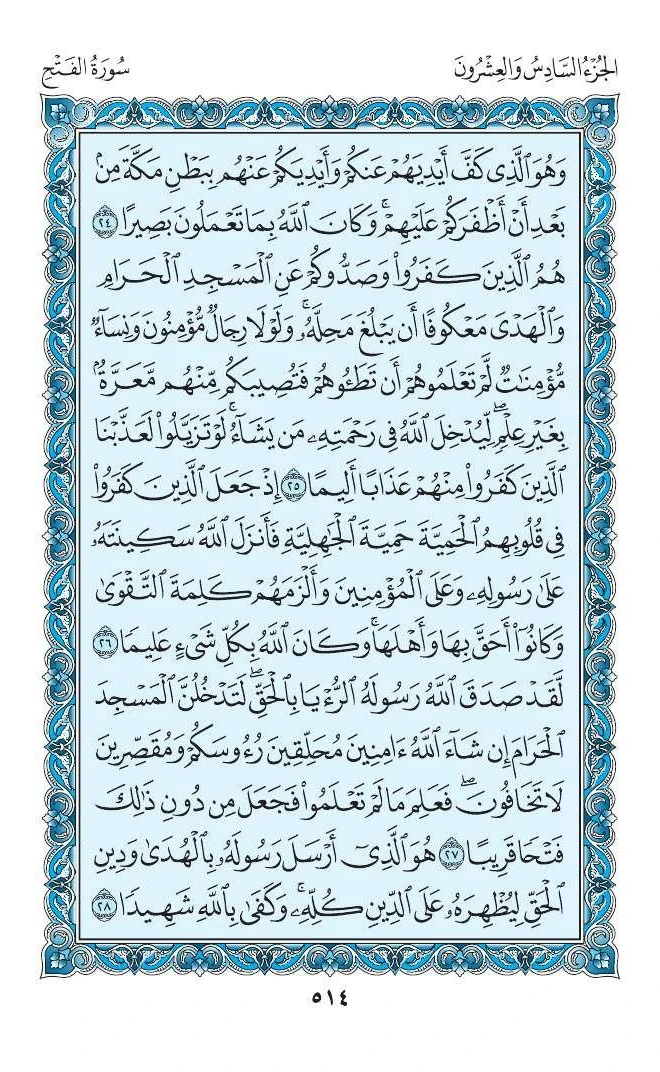 الجُزْءُ السَّادِسُ وَالعِشْرُونَ
سُورَةُ الفَتْحِ
وَهُوَ ٱلَّذِى كَفَّ أَيْدِيَهُمْ عَنكُمْ وَأَيْدِيَكُمْ عَنْهُم بِبَطْنِ مَكَّةَ مِنۢ
بَعْدِ أَنْ أَظْفَرَكُمْ عَلَيْهِمْ ۚ وَكَانَ ٱللَّهُ بِمَا تَعْمَلُونَ بَصِيرًا ٢٤
هُمُ ٱلَّذِينَ كَفَرُوا۟ وَصَدُّوكُمْ عَنِ ٱلْمَسْجِدِ ٱلْحَرَامِ
وَٱلْهَدْىَ مَعْكُوفًا أَن يَبْلُغَ مَحِلَّهُۥ ۚ وَلَوْلَا رِجَالٌ مُّؤْمِنُونَ وَنِسَآءٌ
مُّؤْمِنَٰتٌ لَّمْ تَعْلَمُوهُمْ أَن تَطَـُٔوهُمْ فَتُصِيبَكُم مِّنْهُم مَّعَرَّةٌۢ
بِغَيْرِ عِلْمٍ ۖ لِّيُدْخِلَ ٱللَّهُ فِى رَحْمَتِهِۦ مَن يَشَآءُ ۚ لَوْ تَزَيَّلُوا۟ لَعَذَّبْنَا
ٱلَّذِينَ كَفَرُوا۟ مِنْهُمْ عَذَابًا أَلِيمًا ٢٥ إِذْ جَعَلَ ٱلَّذِينَ كَفَرُوا۟
فِى قُلُوبِهِمُ ٱلْحَمِيَّةَ حَمِيَّةَ ٱلْجَٰهِلِيَّةِ فَأَنزَلَ ٱللَّهُ سَكِينَتَهُۥ
عَلَىٰ رَسُولِهِۦ وَعَلَى ٱلْمُؤْمِنِينَ وَأَلْزَمَهُمْ كَلِمَةَ ٱلتَّقْوَىٰ
وَكَانُوٓا۟ أَحَقَّ بِهَا وَأَهْلَهَا ۚ وَكَانَ ٱللَّهُ بِكُلِّ شَىْءٍ عَلِيمًا ٢٦
لَّقَدْ صَدَقَ ٱللَّهُ رَسُولَهُ ٱلرُّءْيَا بِٱلْحَقِّ ۖ لَتَدْخُلُنَّ ٱلْمَسْجِدَ
ٱلْحَرَامَ إِن شَآءَ ٱللَّهُ ءَامِنِينَ مُحَلِّقِينَ رُءُوسَكُمْ وَمُقَصِّرِينَ
لَا تَخَافُونَ ۖ فَعَلِمَ مَا لَمْ تَعْلَمُوا۟ فَجَعَلَ مِن دُونِ ذَٰلِكَ
فَتْحًا قَرِيبًا ٢٧ هُوَ ٱلَّذِىٓ أَرْسَلَ رَسُولَهُۥ بِٱلْهُدَىٰ وَدِينِ
ٱلْحَقِّ لِيُظْهِرَهُۥ عَلَى ٱلدِّينِ كُلِّهِۦ ۚ وَكَفَىٰ بِٱللَّهِ شَهِيدًا ٢٨
٥١٤